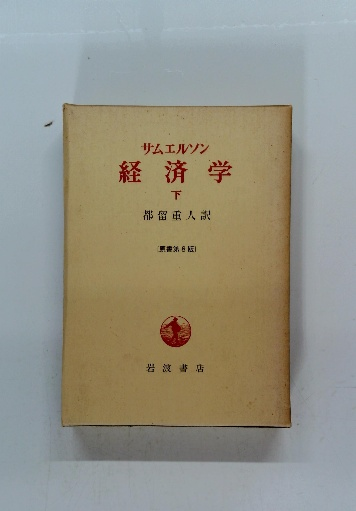 サムエルソン
経済学
下
都留重人訳
〔原書第8版〕
岩波書店